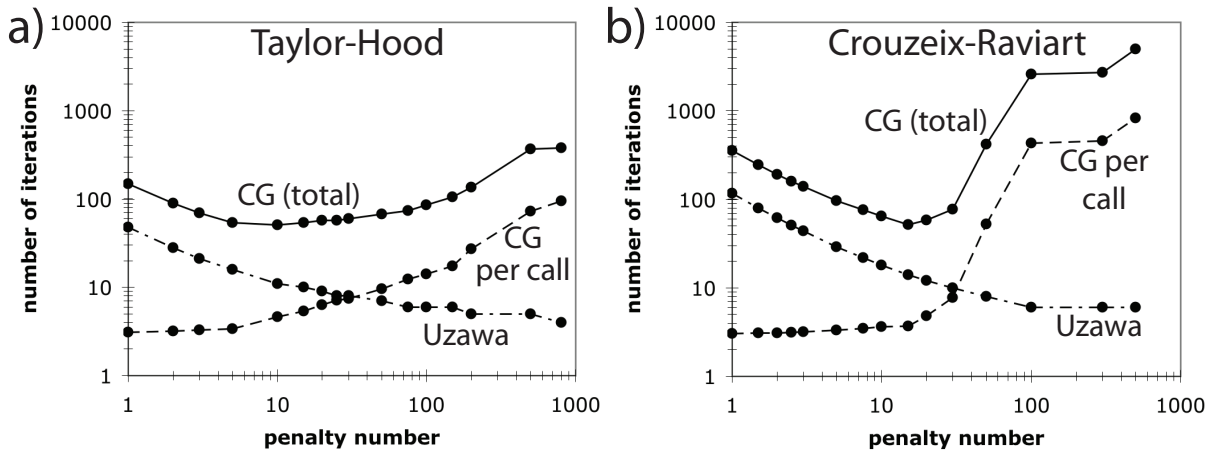 a)
Taylor-Hood
number of iterations
10000
1000
100
10
1
CG (total)
CG
per call
Uzawa
1
10
100
1000
penalty number
b)
Crouzeix-Raviart
number of iterations
10000
1000
100
10
1
CG (total)
CG per
call
Uzawa
1
10
100
1000
penalty number